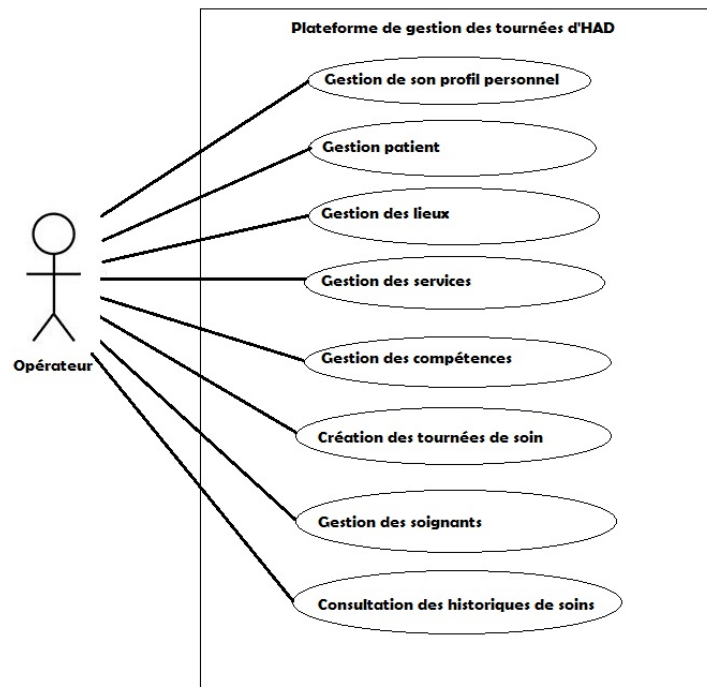 Plateforme de gestion des tournées d'HAD
Gestion de son profil personnel
Gestion patient
Gestion des lieux
Gestion des services
Gestion des compétences
Opérateur
Création des tournées de soin
Gestion des soignants
Consultation des historiques de soins